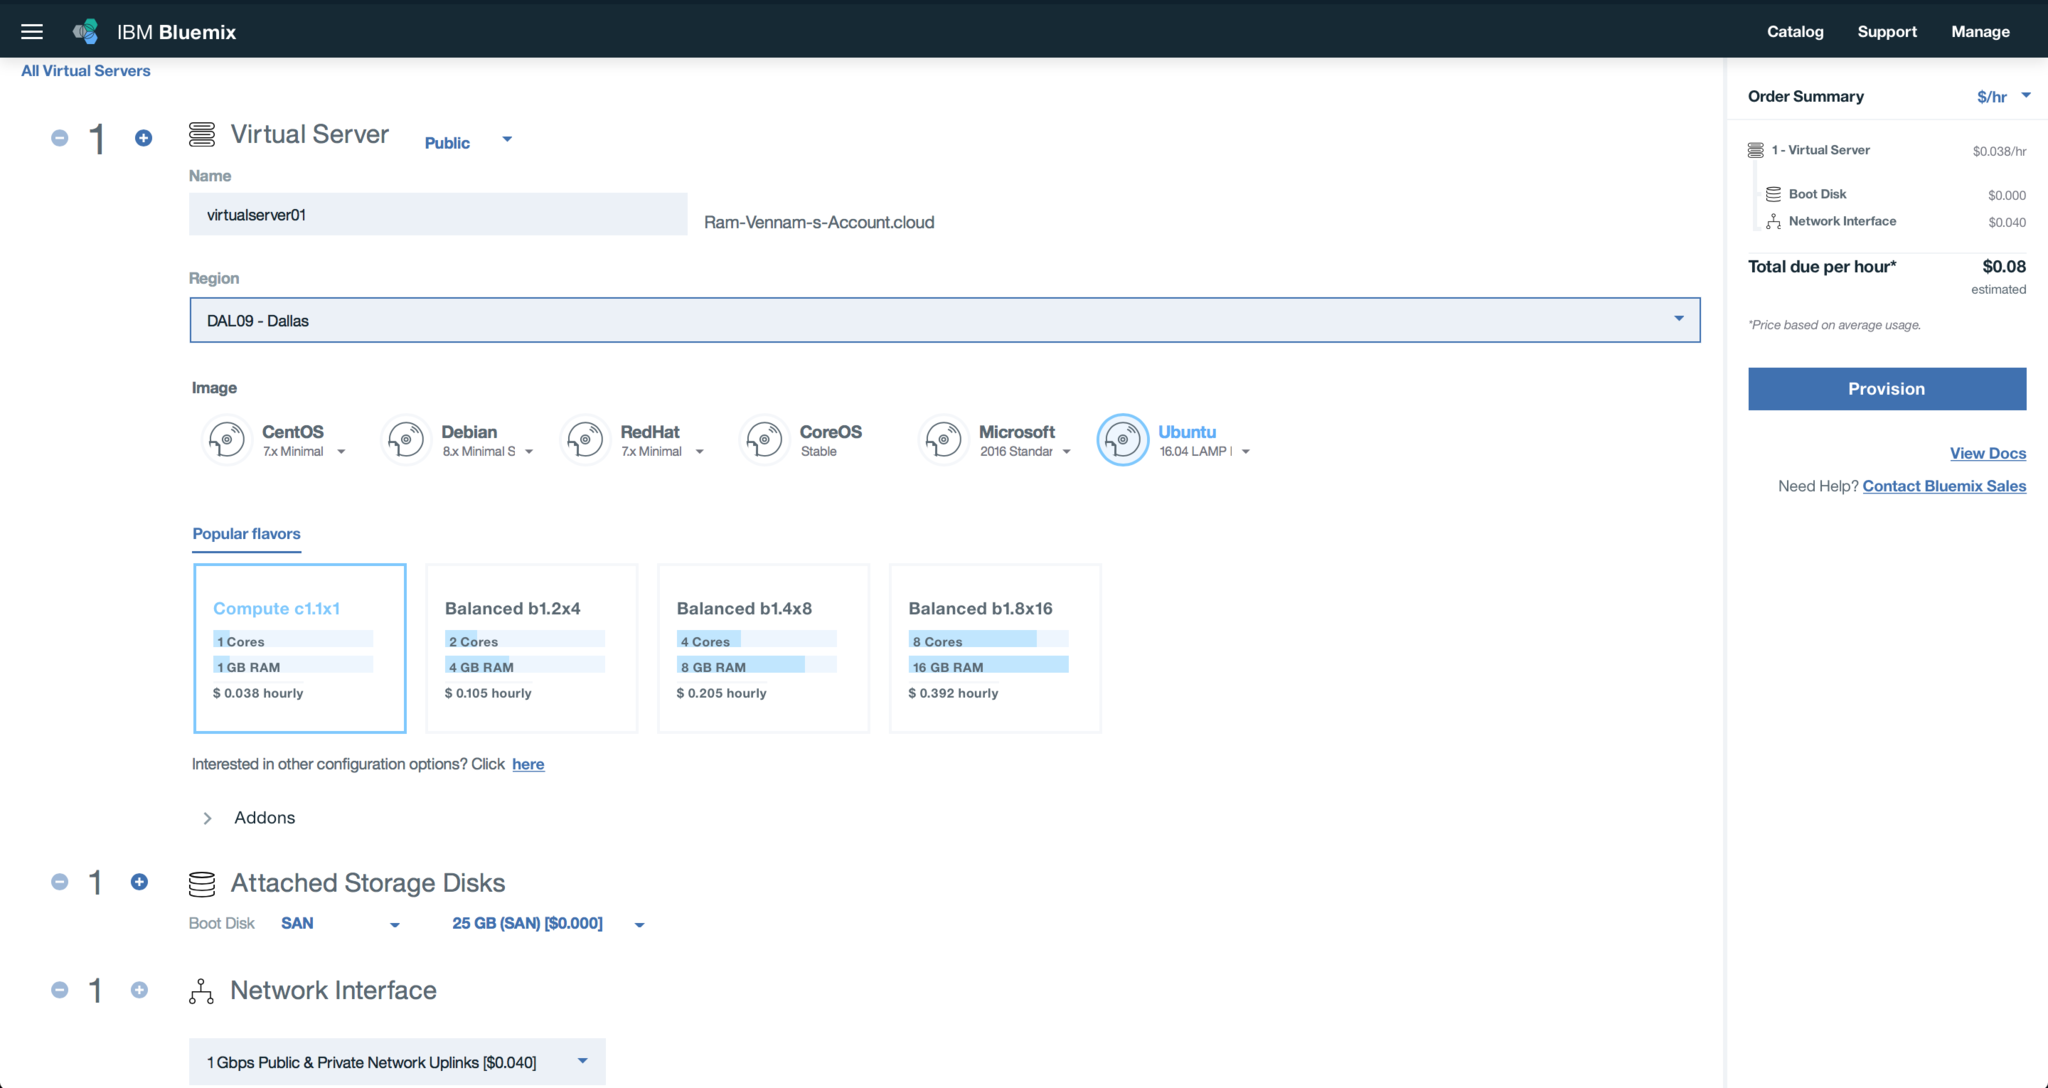 IBM Bluemix
Catalog Support Manage
All Virtual Servers
1 Virtual Server Public
Name
virtualserver01 Ram-Vennam-s-Account.cloud
Region
DAL09 - Dallas
Image
CentOS Debian RedHat CoreOS Microsoft Ubuntu
7.x Minimal 8.x Minimal S 7.x Minimal Stable 2016 Standar 16.04 LAMP
Popular flavors
Compute c1.1x1
1 Cores
1 GB RAM
$ 0.038 hourly
Balanced b1.2x4
2 Cores
4 GB RAM
$ 0.105 hourly
Balanced b1.4x8
4 Cores
8 GB RAM
$ 0.205 hourly
Balanced b1.8x16
8 Cores
16 GB RAM
$ 0.392 hourly
Interested in other configuration options? Click here
Addons
1 Attached Storage Disks
Boot Disk SAN 25 GB (SAN) [$0.000]
1 Network Interface
1 Gbps Public & Private Network Uplinks [$0.040]
Order Summary $/hr
1 - Virtual Server $0.038/hr
Boot Disk $0.000
Network Interface $0.040
Total due per hour* $0.08
estimated
*Price based on average usage.
Provision
View Docs
Need Help? Contact Bluemix Sales